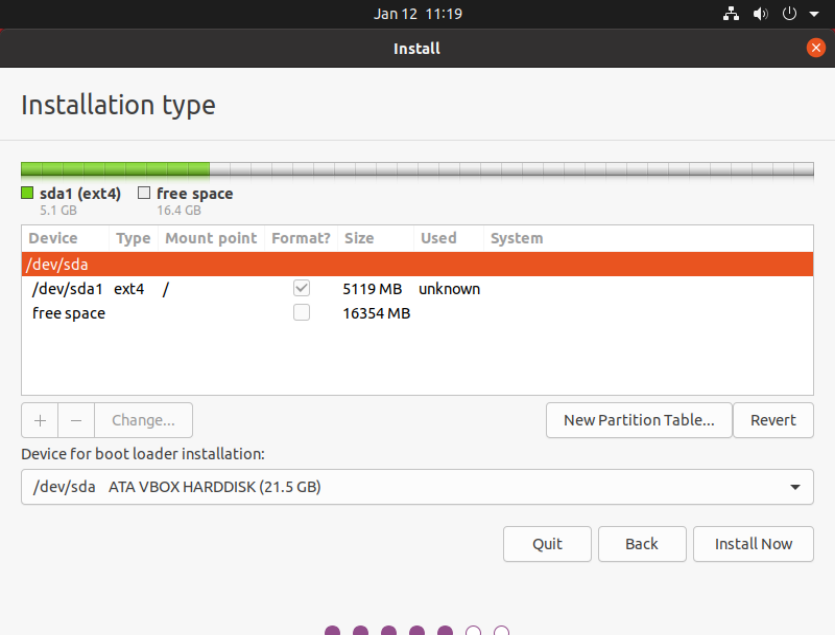 Jan 12 11:19
Install
Installation type
sda1 (ext4) free space
5.1 GB 16.4 GB
Device Type Mount point Format? Size Used System
/dev/sda
/dev/sda1 ext4 / 5119 MB unknown
free space 16354 MB
+ − Change... New Partition Table... Revert
Device for boot loader installation:
/dev/sda ATA VBOX HARDDISK (21.5 GB)
Quit Back Install Now